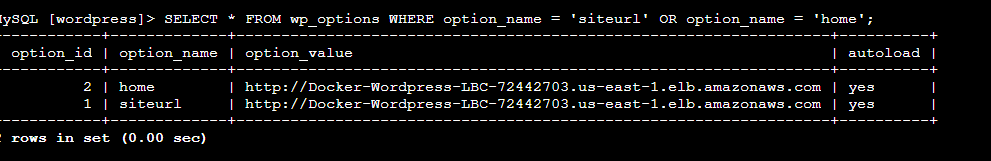 MySQL [wordpress]> SELECT * FROM wp_options WHERE option_name = 'siteurl' OR option_name = 'home';
-----------+-------------+----------------------------------------------------------------+----------+
option_id | option_name | option_value | autoload |
-----------+-------------+----------------------------------------------------------------+----------+
2 | home | http://Docker-Wordpress-LBC-72442703.us-east-1.elb.amazonaws.com | yes |
1 | siteurl | http://Docker-Wordpress-LBC-72442703.us-east-1.elb.amazonaws.com | yes |
-----------+-------------+----------------------------------------------------------------+----------+
2 rows in set (0.00 sec)